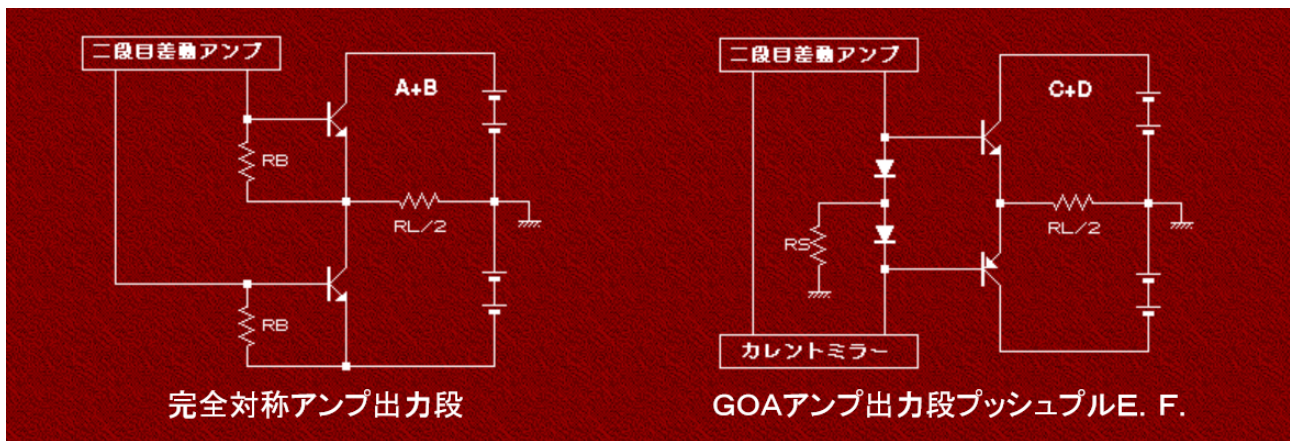 二段目差動アンプ
A+B
RB
RL/2
RB
完全対称アンプ出力段
二段目差動アンプ
C+D
RS
RL/2
カレントミラー
GOAアンプ出力段プッシュプルE. F.